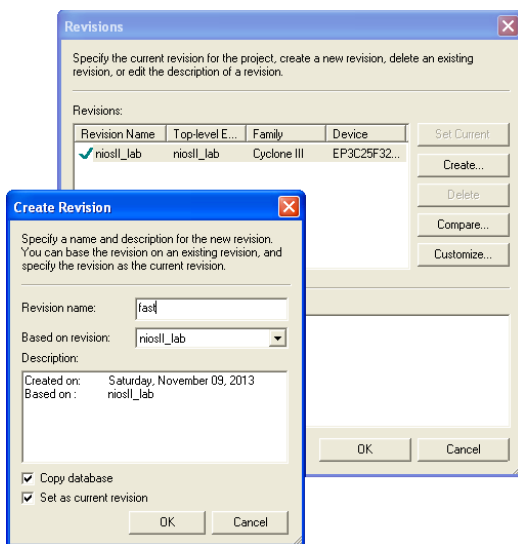 Revisions
Specify the current revision for the project, create a new revision, delete an existing
revision, or edit the description of a revision.
Revisions:
Revision Name Top-level E... Family Device
niosII_lab niosII_lab Cyclone III EP3C25F32...
Set Current
Create...
Delete
Compare...
Customize...
OK Cancel
Create Revision
Specify a name and description for the new revision.
You can base the revision on an existing revision, and
specify the revision as the current revision.
Revision name: fast
Based on revision: niosII_lab
Description:
Created on: Saturday, November 09, 2013
Based on : niosII_lab
Copy database
Set as current revision
OK Cancel